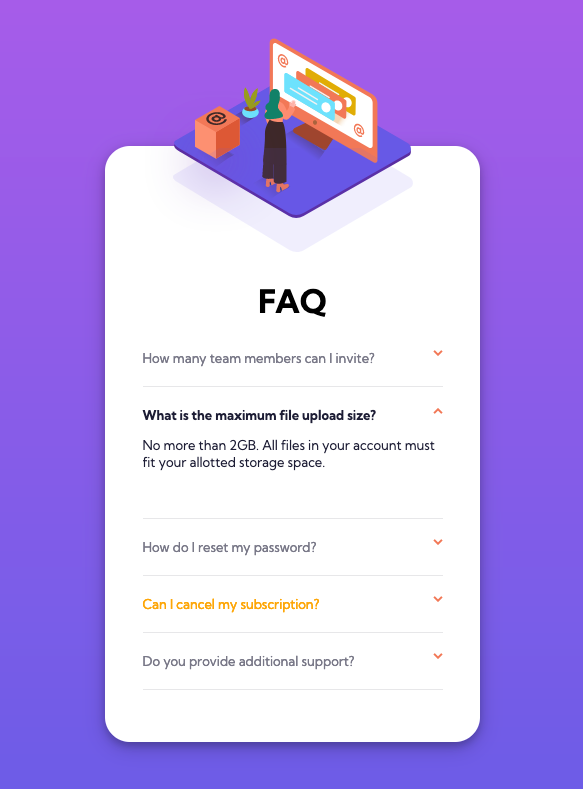 FAQ
How many team members can I invite?
What is the maximum file upload size?
No more than 2GB. All files in your account must
fit your allotted storage space.
How do I reset my password?
Can I cancel my subscription?
Do you provide additional support?